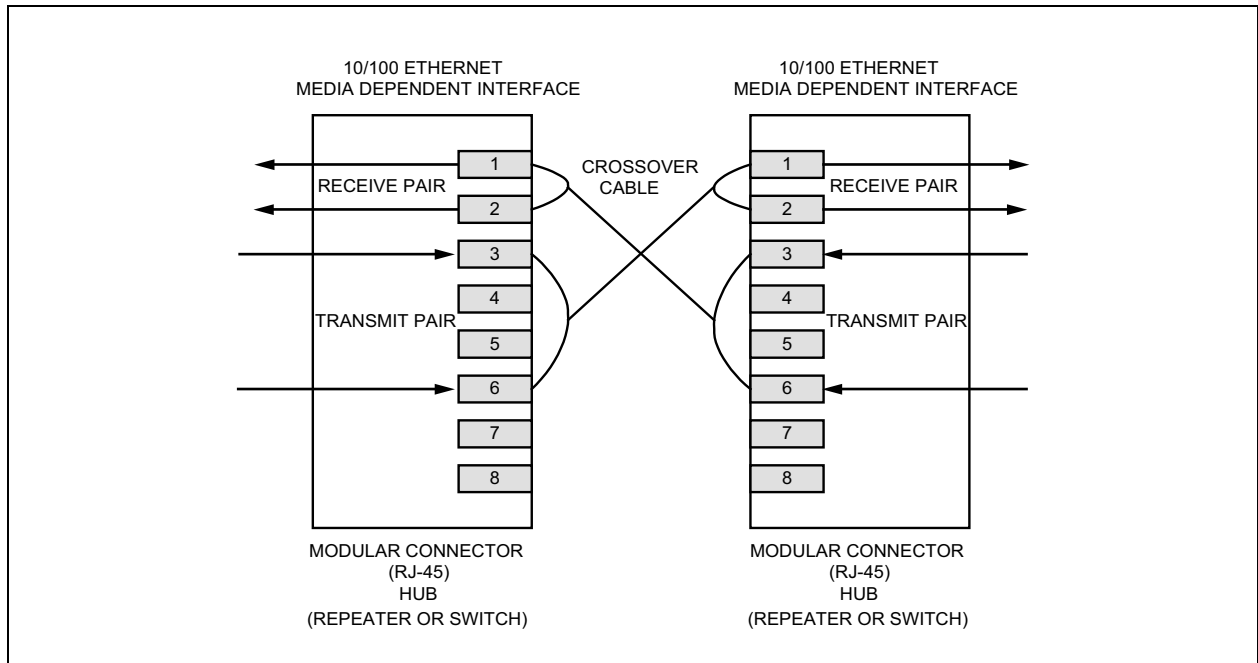 10/100 ETHERNET
MEDIA DEPENDENT INTERFACE
10/100 ETHERNET
MEDIA DEPENDENT INTERFACE
1
RECEIVE PAIR
2
3
4
TRANSMIT PAIR
5
6
7
8
CROSSOVER
CABLE
1
RECEIVE PAIR
2
3
4
TRANSMIT PAIR
5
6
7
8
MODULAR CONNECTOR
(RJ-45)
HUB
(REPEATER OR SWITCH)
MODULAR CONNECTOR
(RJ-45)
HUB
(REPEATER OR SWITCH)